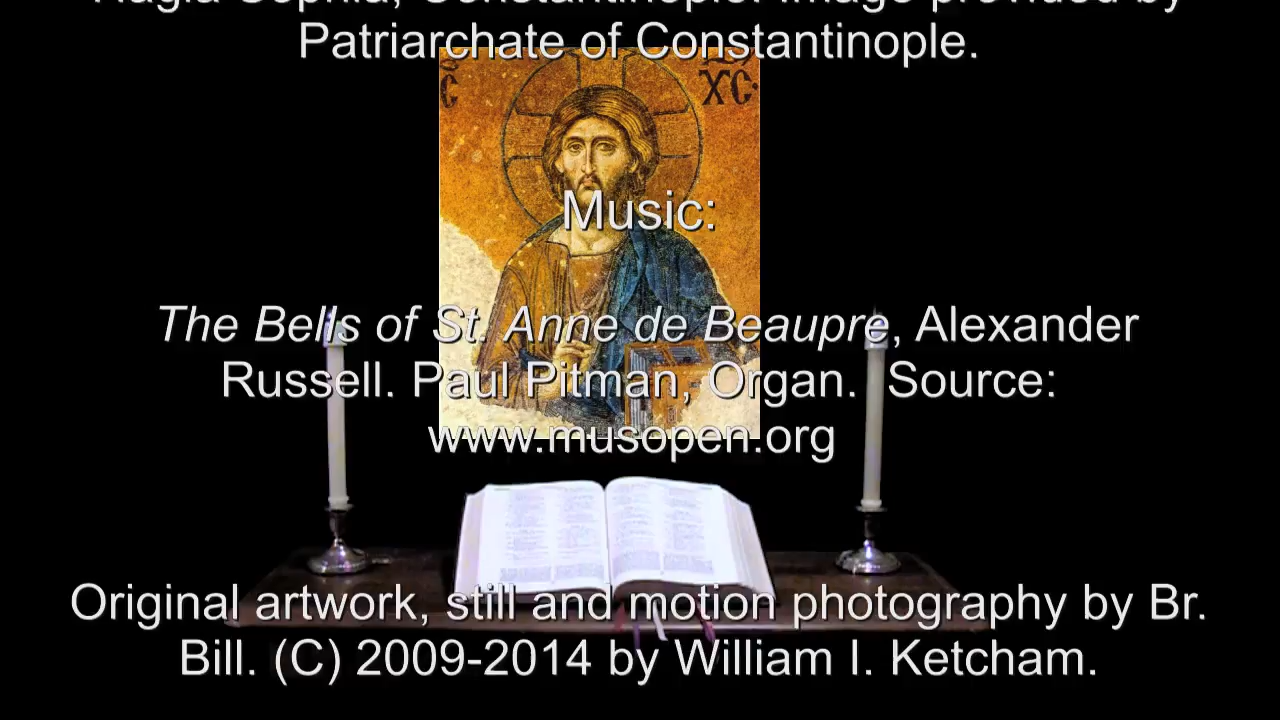 Patriarchate of Constantinople.
C
XC
Music:
The Bells of St. Anne de Beaupre, Alexander
Russell. Paul Pitman, Organ. Source:
www.musopen.org
Original artwork, still and motion photography by Br.
Bill. (C) 2009-2014 by William I. Ketcham.